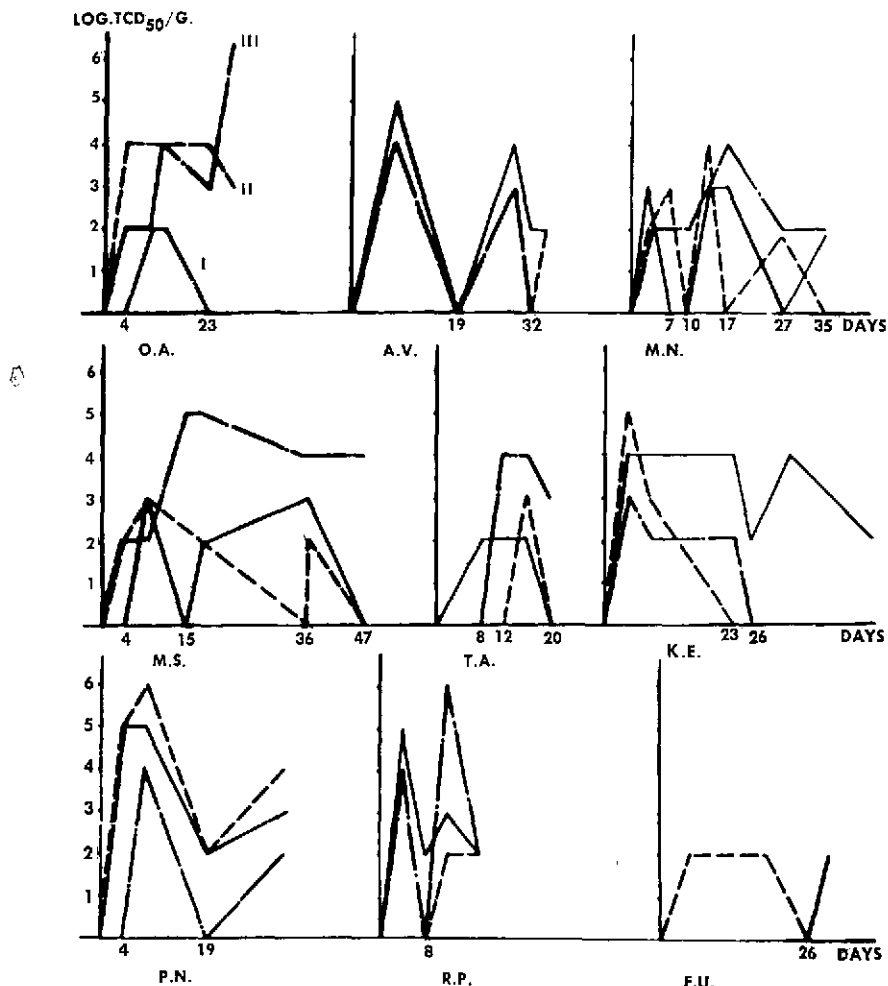 LOG.TCD50/G.
6
5
4
3
2
1
III
II
I
4 23
19 32
7 10 17 27 35 DAYS
O.A. A.V. M.N.
6
5
4
3
2
1
4 15 36 47
8 12 20
23 26 DAYS
M.S. T.A. K.E.
6
5
4
3
2
1
4 19
8
26 DAYS
P.N. R.P. F.U.